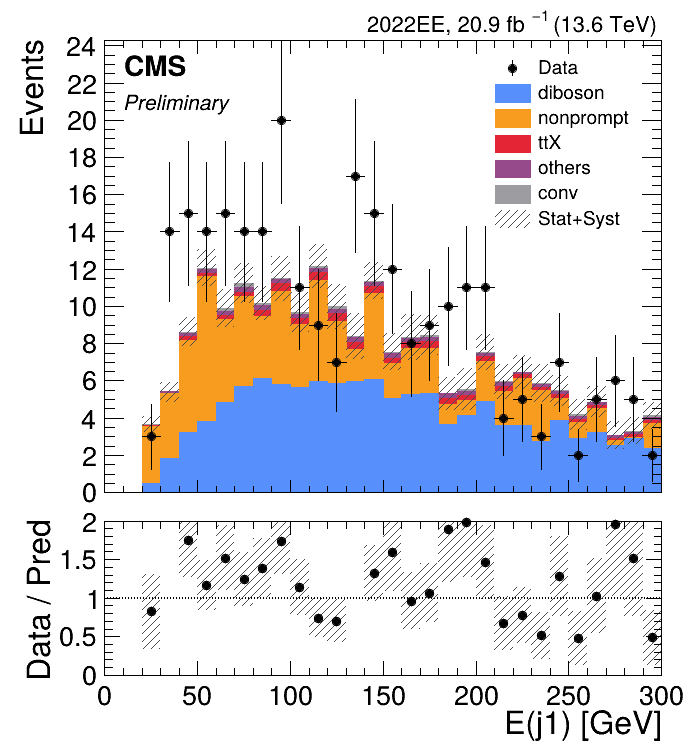 2022EE, 20.9 fb⁻¹ (13.6 TeV)
Events
24
22
20
18
16
14
12
10
8
6
4
2
0
CMS
Preliminary
Data
diboson
nonprompt
ttX
others
conv
Stat+Syst
Data / Pred
2
1.5
1
0.5
0
0 50 100 150 200 250 300
E(j1) [GeV]